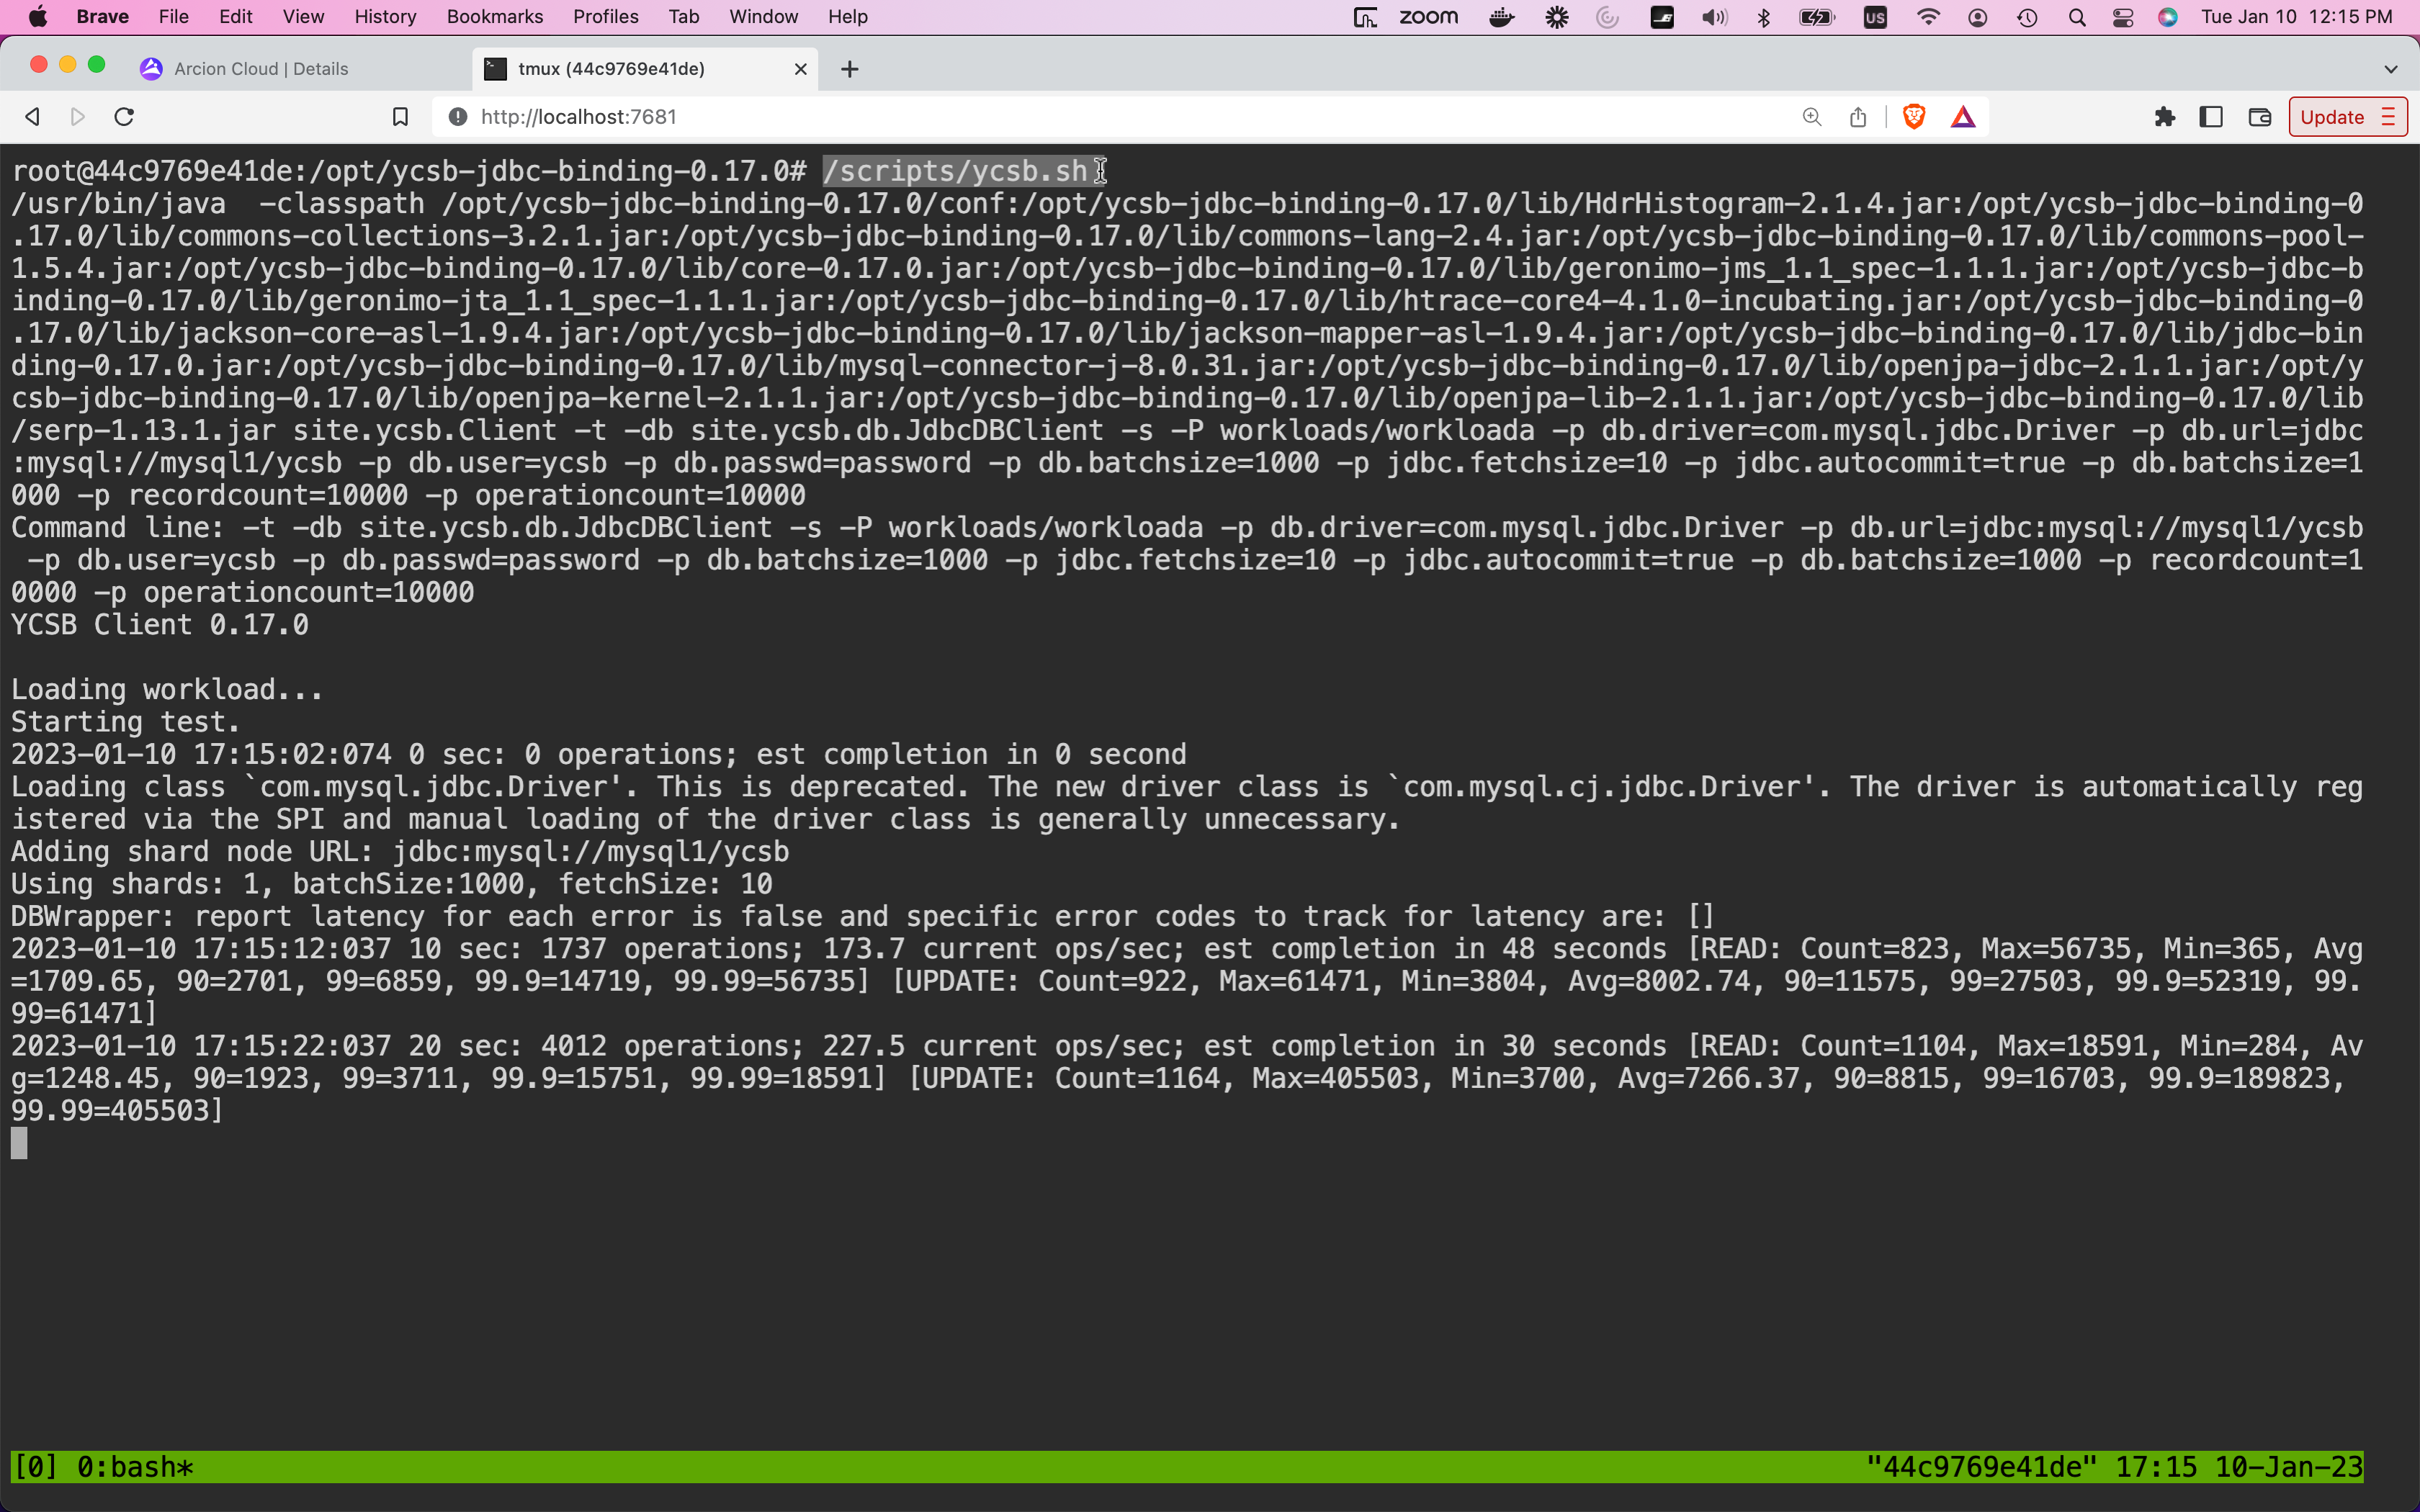 Brave File Edit View History Bookmarks Profiles Tab Window Help zoom US Tue Jan 10 12:15 PM
Arcion Cloud | Details tmux (44c9769e41de)
http://localhost:7681 Update
root@44c9769e41de:/opt/ycsb-jdbc-binding-0.17.0# /scripts/ycsb.sh
/usr/bin/java  -classpath /opt/ycsb-jdbc-binding-0.17.0/conf:/opt/ycsb-jdbc-binding-0.17.0/lib/HdrHistogram-2.1.4.jar:/opt/ycsb-jdbc-binding-0
.17.0/lib/commons-collections-3.2.1.jar:/opt/ycsb-jdbc-binding-0.17.0/lib/commons-lang-2.4.jar:/opt/ycsb-jdbc-binding-0.17.0/lib/commons-pool-
1.5.4.jar:/opt/ycsb-jdbc-binding-0.17.0/lib/core-0.17.0.jar:/opt/ycsb-jdbc-binding-0.17.0/lib/geronimo-jms_1.1_spec-1.1.1.jar:/opt/ycsb-jdbc-b
inding-0.17.0/lib/geronimo-jta_1.1_spec-1.1.1.jar:/opt/ycsb-jdbc-binding-0.17.0/lib/htrace-core4-4.1.0-incubating.jar:/opt/ycsb-jdbc-binding-0
.17.0/lib/jackson-core-asl-1.9.4.jar:/opt/ycsb-jdbc-binding-0.17.0/lib/jackson-mapper-asl-1.9.4.jar:/opt/ycsb-jdbc-binding-0.17.0/lib/jdbc-bin
ding-0.17.0.jar:/opt/ycsb-jdbc-binding-0.17.0/lib/mysql-connector-j-8.0.31.jar:/opt/ycsb-jdbc-binding-0.17.0/lib/openjpa-jdbc-2.1.1.jar:/opt/y
csb-jdbc-binding-0.17.0/lib/openjpa-kernel-2.1.1.jar:/opt/ycsb-jdbc-binding-0.17.0/lib/openjpa-lib-2.1.1.jar:/opt/ycsb-jdbc-binding-0.17.0/lib
/serp-1.13.1.jar site.ycsb.Client -t -db site.ycsb.db.JdbcDBClient -s -P workloads/workloada -p db.driver=com.mysql.jdbc.Driver -p db.url=jdbc
:mysql://mysql1/ycsb -p db.user=ycsb -p db.passwd=password -p db.batchsize=1000 -p jdbc.fetchsize=10 -p jdbc.autocommit=true -p db.batchsize=1
000 -p recordcount=10000 -p operationcount=10000
Command line: -t -db site.ycsb.db.JdbcDBClient -s -P workloads/workloada -p db.driver=com.mysql.jdbc.Driver -p db.url=jdbc:mysql://mysql1/ycsb
 -p db.user=ycsb -p db.passwd=password -p db.batchsize=1000 -p jdbc.fetchsize=10 -p jdbc.autocommit=true -p db.batchsize=1000 -p recordcount=1
0000 -p operationcount=10000
YCSB Client 0.17.0
Loading workload...
Starting test.
2023-01-10 17:15:02:074 0 sec: 0 operations; est completion in 0 second
Loading class `com.mysql.jdbc.Driver'. This is deprecated. The new driver class is `com.mysql.cj.jdbc.Driver'. The driver is automatically reg
istered via the SPI and manual loading of the driver class is generally unnecessary.
Adding shard node URL: jdbc:mysql://mysql1/ycsb
Using shards: 1, batchSize:1000, fetchSize: 10
DBWrapper: report latency for each error is false and specific error codes to track for latency are: []
2023-01-10 17:15:12:037 10 sec: 1737 operations; 173.7 current ops/sec; est completion in 48 seconds [READ: Count=823, Max=56735, Min=365, Avg
=1709.65, 90=2701, 99=6859, 99.9=14719, 99.99=56735] [UPDATE: Count=922, Max=61471, Min=3804, Avg=8002.74, 90=11575, 99=27503, 99.9=52319, 99.
99=61471]
2023-01-10 17:15:22:037 20 sec: 4012 operations; 227.5 current ops/sec; est completion in 30 seconds [READ: Count=1104, Max=18591, Min=284, Av
g=1248.45, 90=1923, 99=3711, 99.9=15751, 99.99=18591] [UPDATE: Count=1164, Max=405503, Min=3700, Avg=7266.37, 90=8815, 99=16703, 99.9=189823,
99.99=405503]
[0] 0:bash* "44c9769e41de" 17:15 10-Jan-23